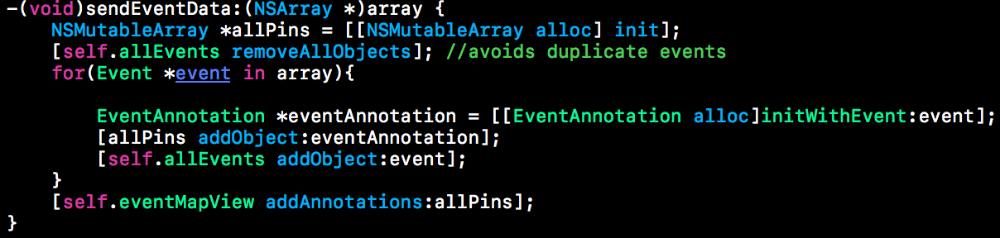 -(void)sendEventData:(NSArray *)array {
    NSMutableArray *allPins = [[NSMutableArray alloc] init];
    [self.allEvents removeAllObjects]; //avoids duplicate events
    for(Event *event in array){
        EventAnnotation *eventAnnotation = [[EventAnnotation alloc]initWithEvent:event];
        [allPins addObject:eventAnnotation];
        [self.allEvents addObject:event];
    }
    [self.eventMapView addAnnotations:allPins];
}